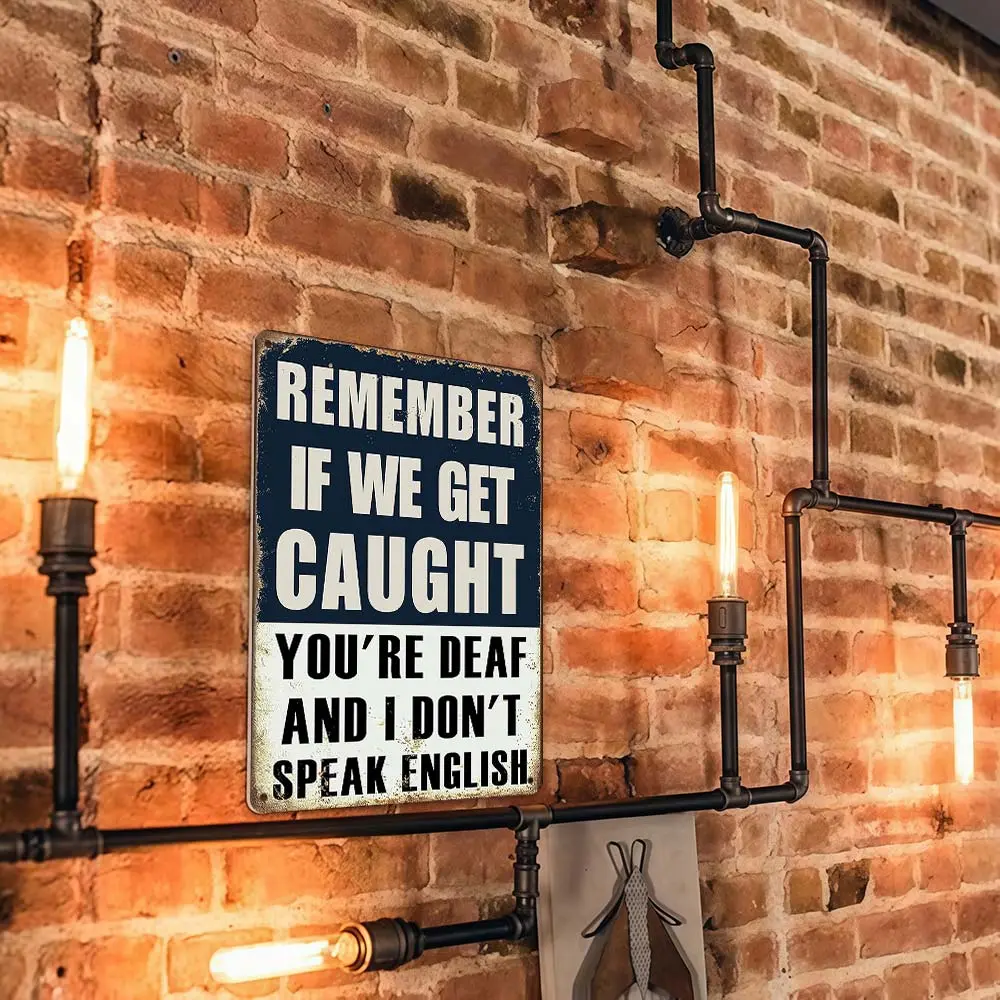 REMEMBER
IF WE GET
CAUGHT
YOU'RE DEAF
AND I DON'T
SPEAK ENGLISH.